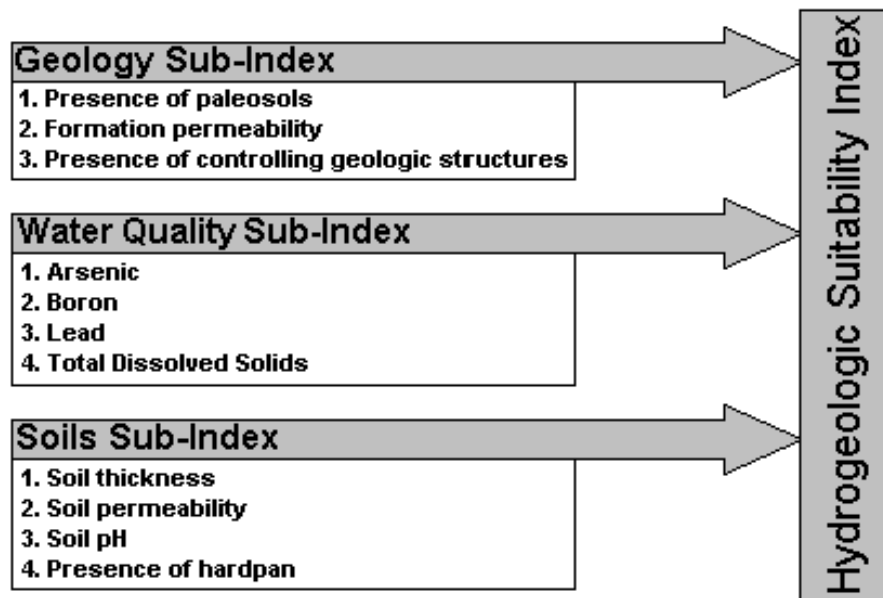 Geology Sub-Index
1. Presence of paleosols
2. Formation permeability
3. Presence of controlling geologic structures
Water Quality Sub-Index
1. Arsenic
2. Boron
3. Lead
4. Total Dissolved Solids
Soils Sub-Index
1. Soil thickness
2. Soil permeability
3. Soil pH
4. Presence of hardpan
Hydrogeologic Suitability Index